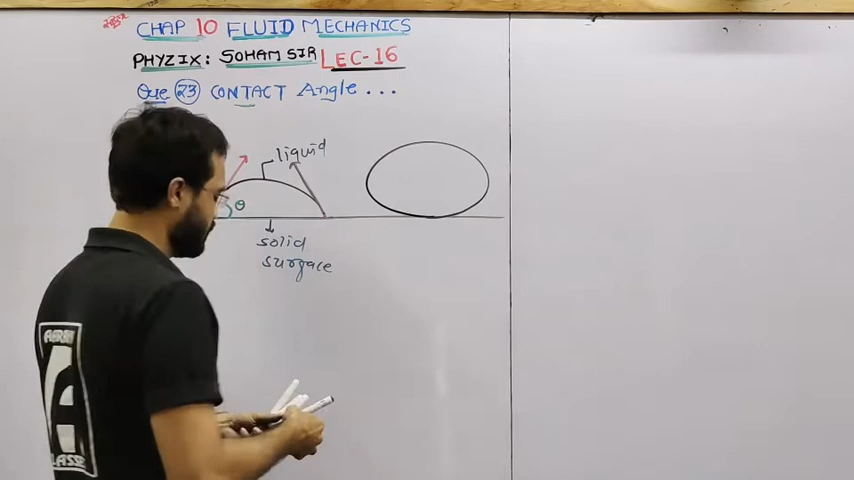 CHAP 10 FLUID MECHANICS
PHYZIX: SOHAM SIR LEC-16
Que 23 CONTACT Angle ...
liquid
θ
solid
surface